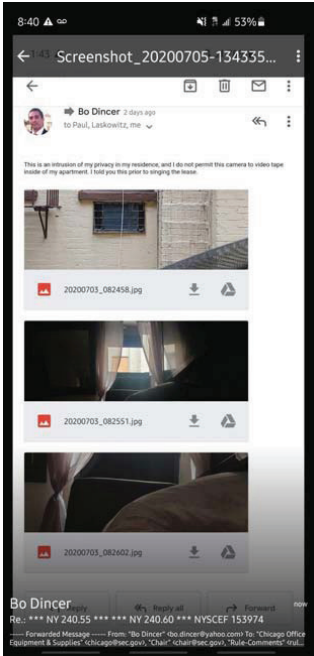 8:40
53%
Screenshot_20200705-134335...
Bo Dincer 2 days ago
to Paul, Laskowitz, me
This is an intrusion of my privacy in my residence, and I do not permit this camera to video tape
inside of my apartment. I told you this prior to singing the lease.
20200703_082458.jpg
20200703_082551.jpg
20200703_082602.jpg
Reply
Reply all
Forward
Bo Dincer
now
Re.: *** NY 240.55 *** *** NY 240.60 *** NYSCEF 153974
----- Forwarded Message ----- From: "Bo Dincer" <bo.dincer@yahoo.com> To: "Chicago Office
Equipment & Supplies" <chicago@sec.gov>, "Chair" <chair@sec.gov>, "Rule-Comments" <rul...